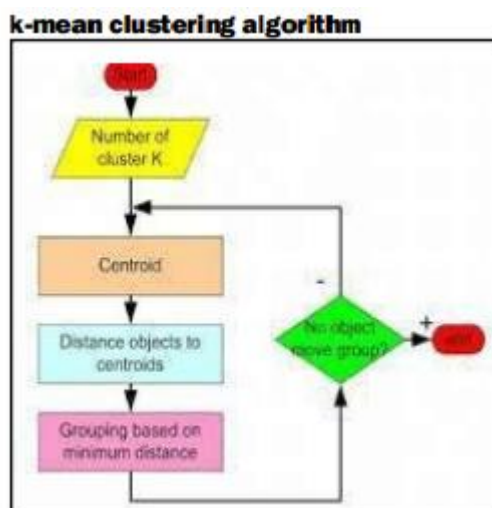 k-mean clustering algorithm
Start
Number of
cluster K
Centroid
Distance objects to
centroids
Grouping based on
minimum distance
-
No object
move group?
+
end